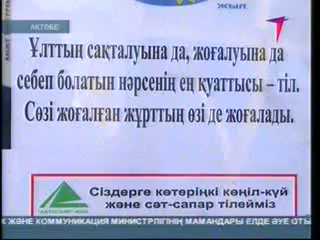 АҚТӨБЕ
ЖЫЛ.
Ұлттың сақталуына да, жоғалуына да
себеп болатын нәрсенің ең қуаттысы – тіл.
Сөзі жоғалған жұрттың өзі де жоғалады.
Сіздерге көтеріңкі көңіл-күй
және сәт-сапар тілейміз
К ЖӘНЕ КОММУНИКАЦИЯ МИНИСТРЛІГІНІҢ МАМАНДАРЫ ЕЛДЕ ӘУЕ ОТЫ